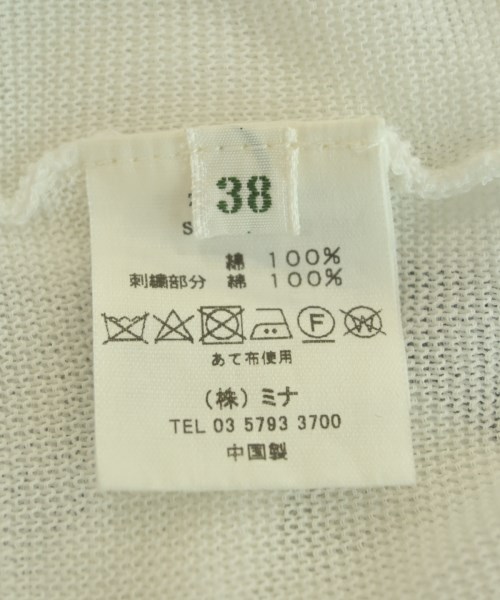 38
S
綿 100%
刺繍部分 綿 100%
F W
あて布使用
(株)ミナ
TEL 03 5793 3700
中国製